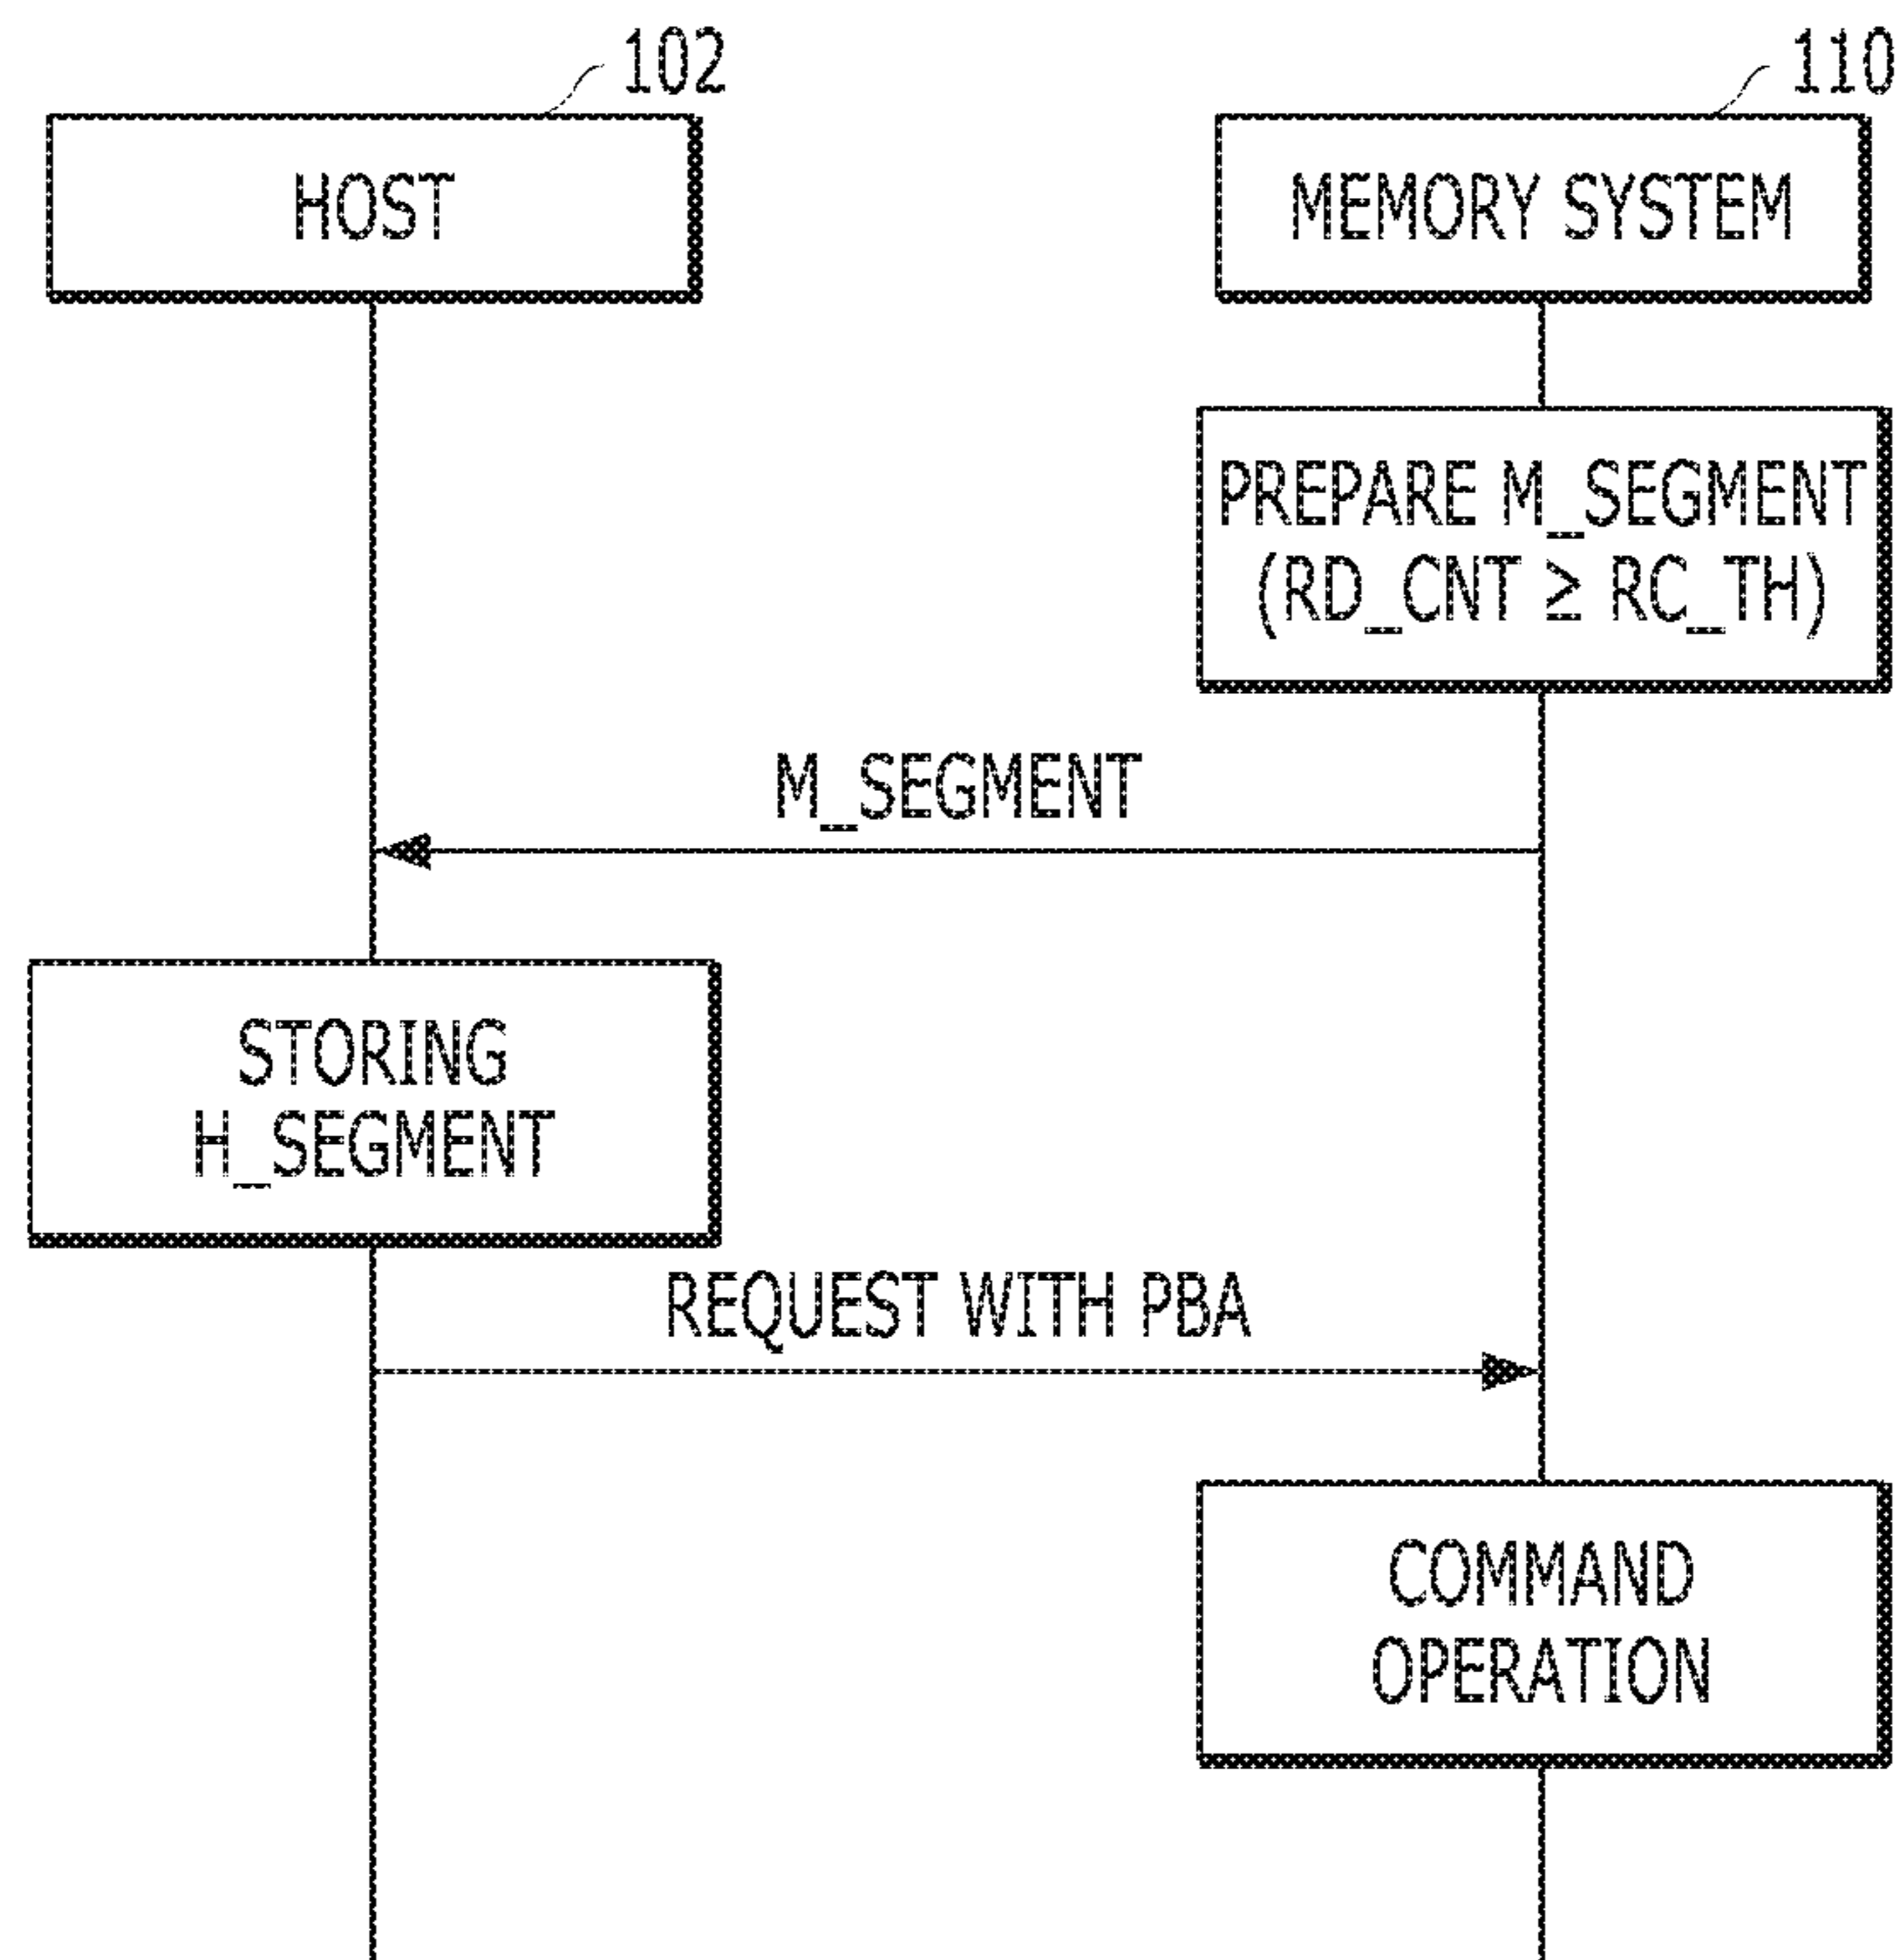 102
110
HOST
MEMORY SYSTEM
PREPARE M_SEGMENT
(RD_CNT ≥ RC_TH)
M_SEGMENT
STORING
H_SEGMENT
REQUEST WITH PBA
COMMAND
OPERATION